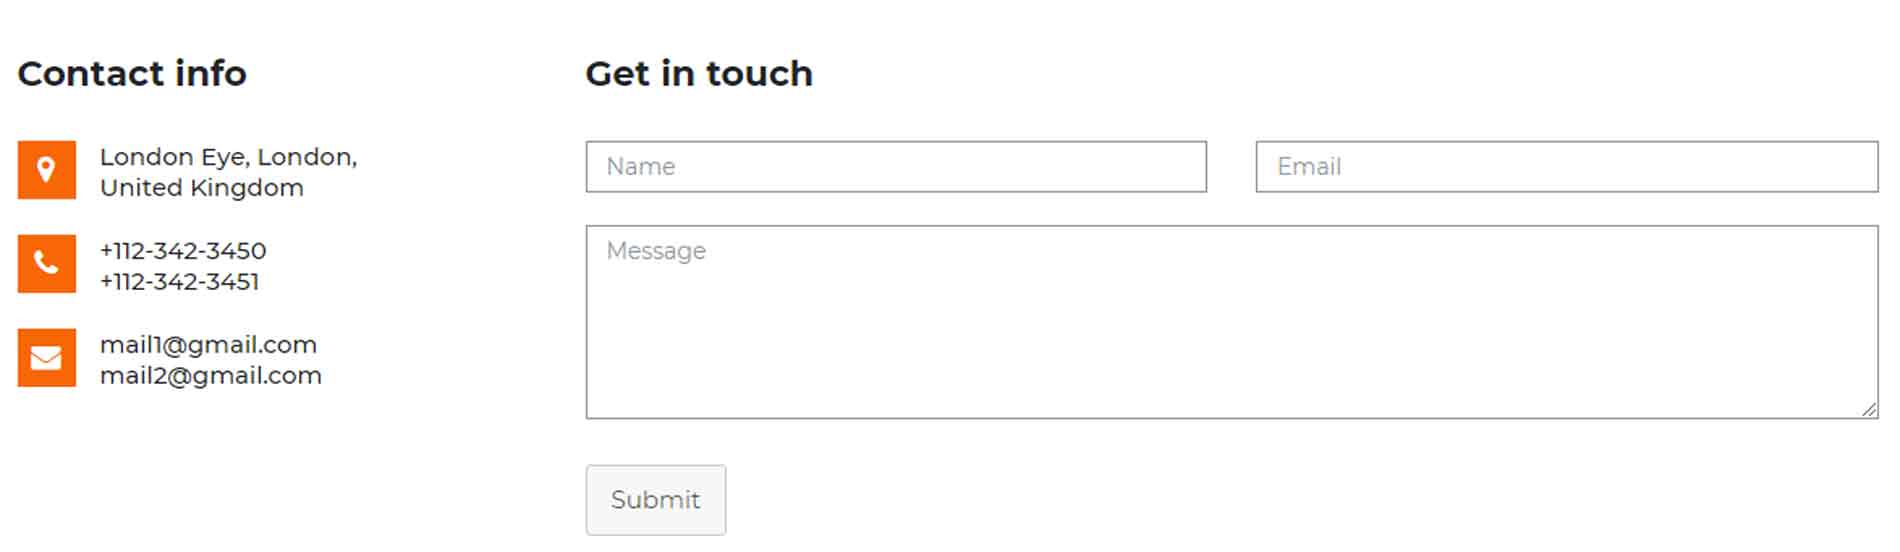 Contact info
London Eye, London,
United Kingdom
+112-342-3450
+112-342-3451
mail1@gmail.com
mail2@gmail.com
Get in touch
Name
Email
Message
Submit